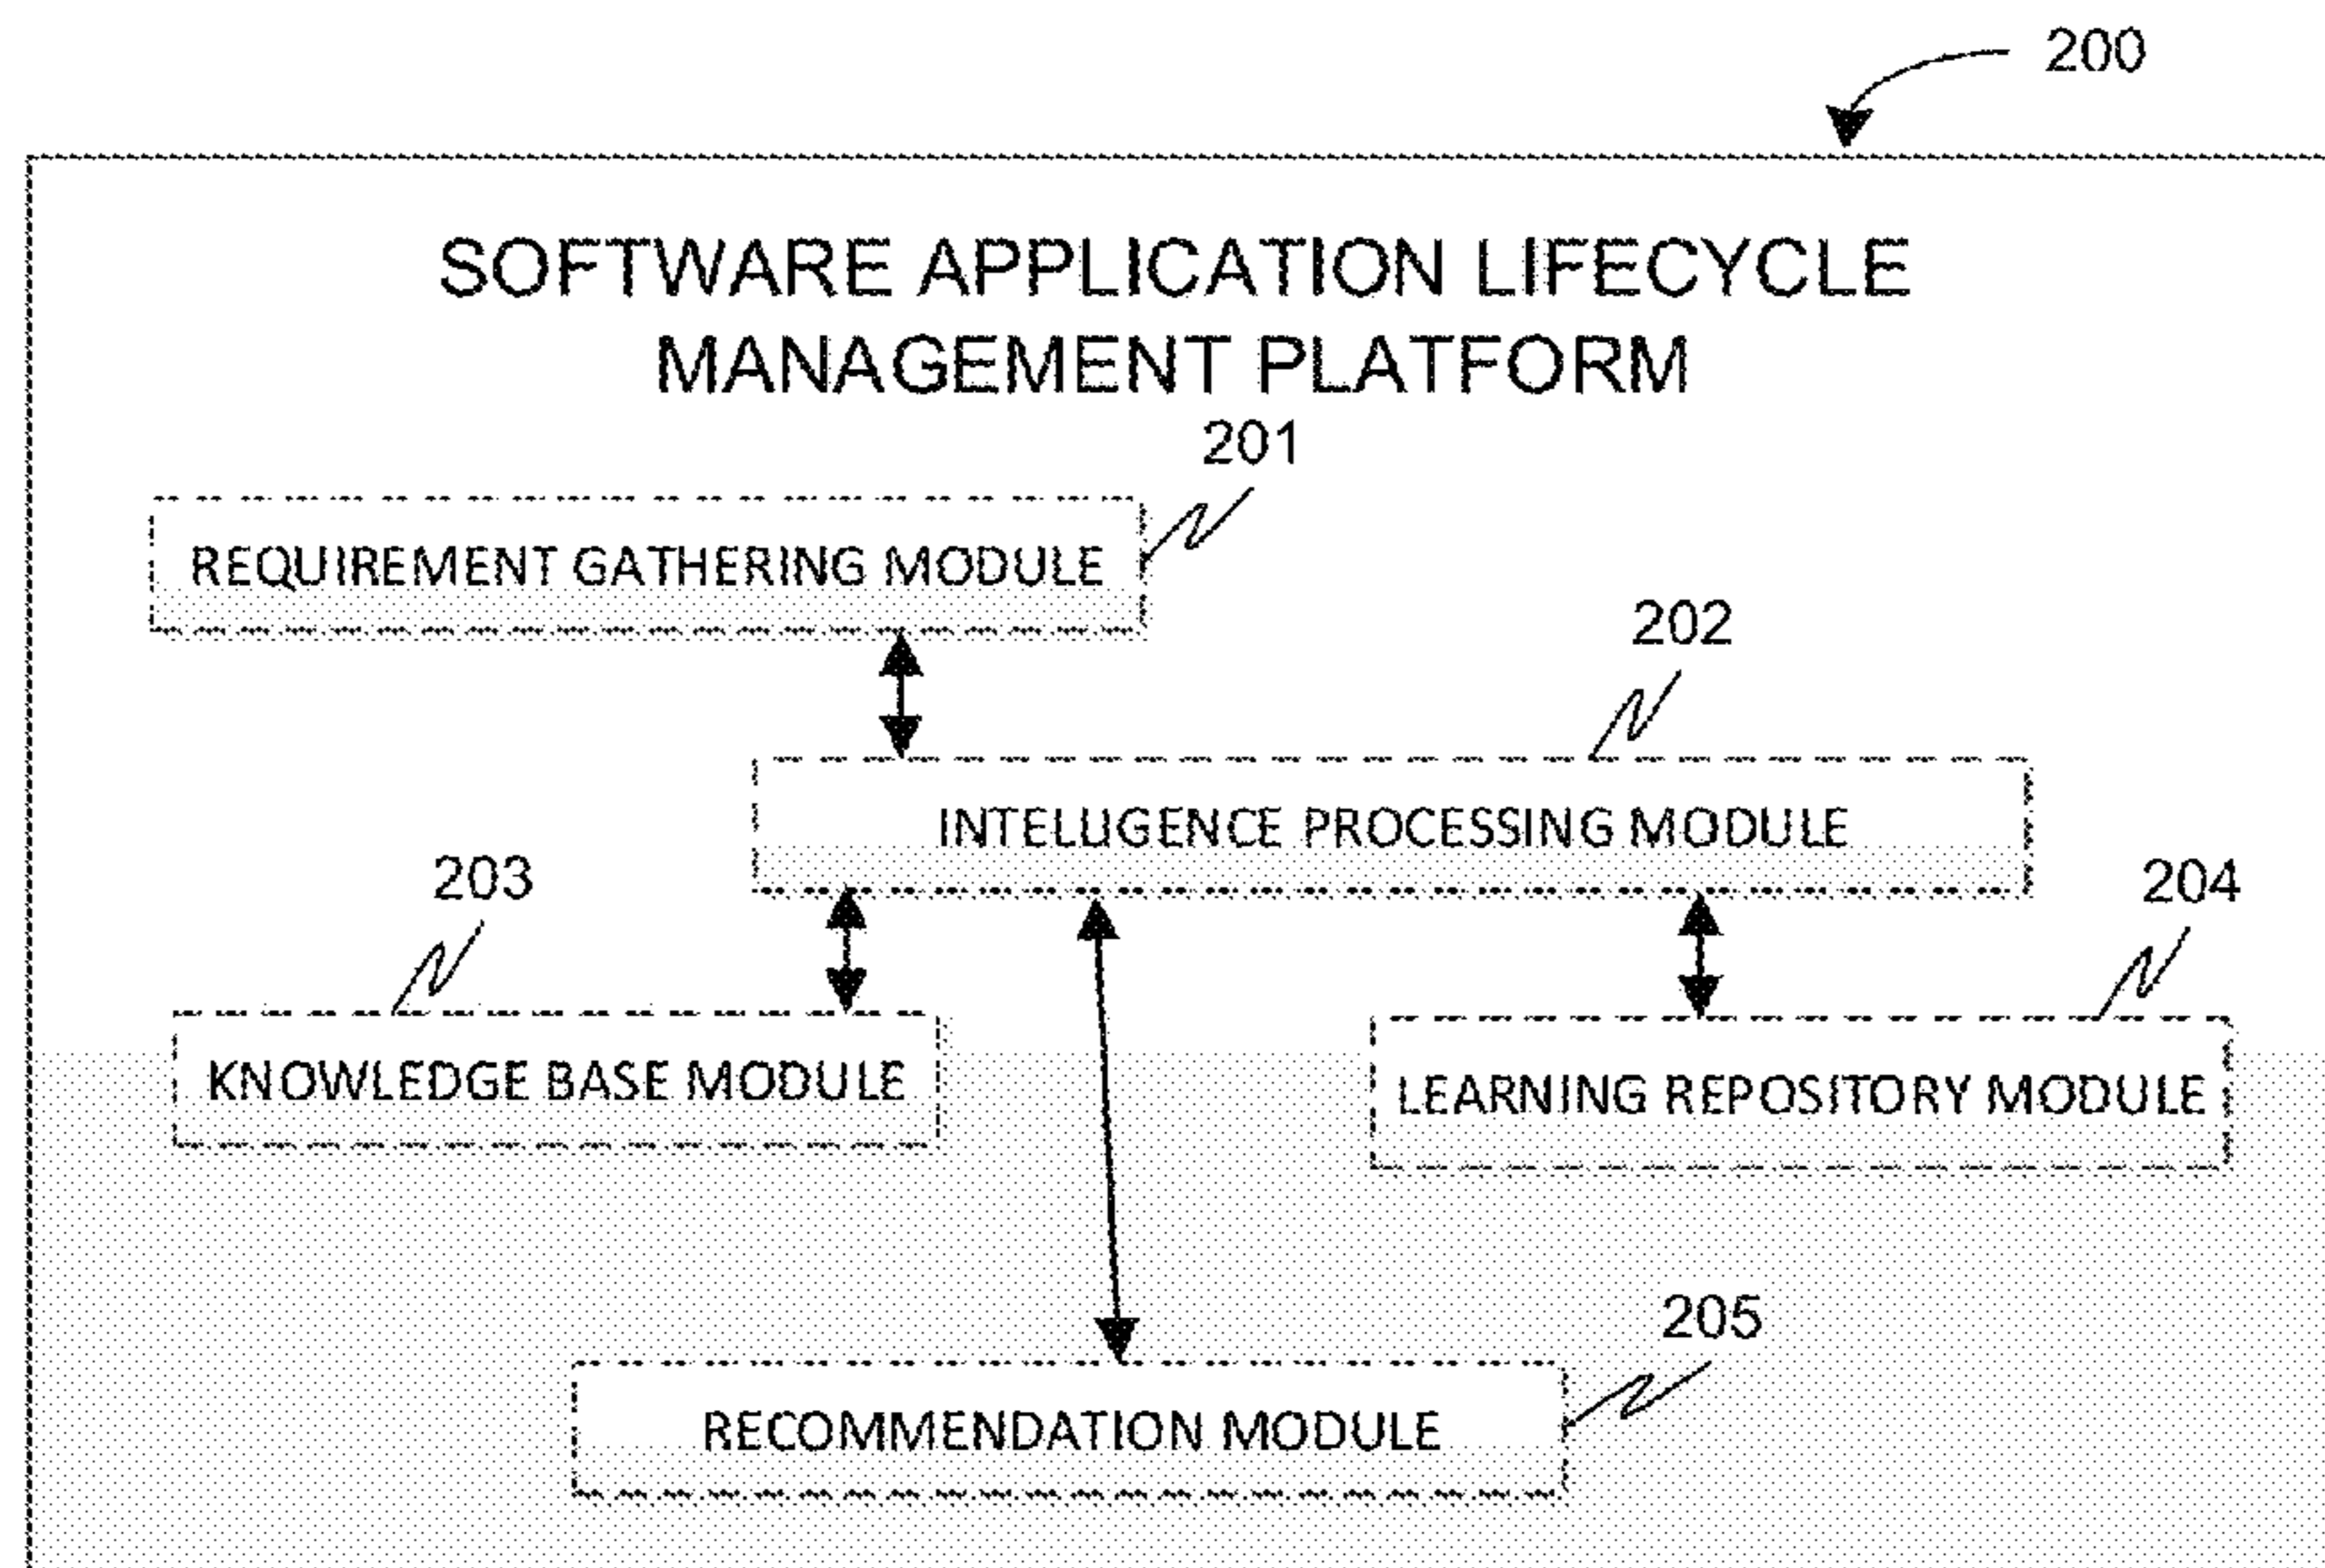 200
SOFTWARE APPLICATION LIFECYCLE
MANAGEMENT PLATFORM
201
REQUIREMENT GATHERING MODULE
202
INTELLIGENCE PROCESSING MODULE
203
204
KNOWLEDGE BASE MODULE
LEARNING REPOSITORY MODULE
205
RECOMMENDATION MODULE